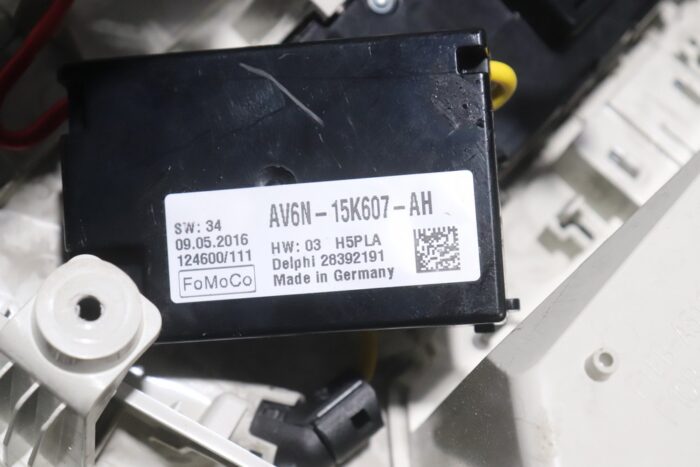 AV6N-15K607-AH
SW: 34
09.05.2016
124600/111
FoMoCo
HW: 03 H5PLA
Delphi 28392191
Made in Germany